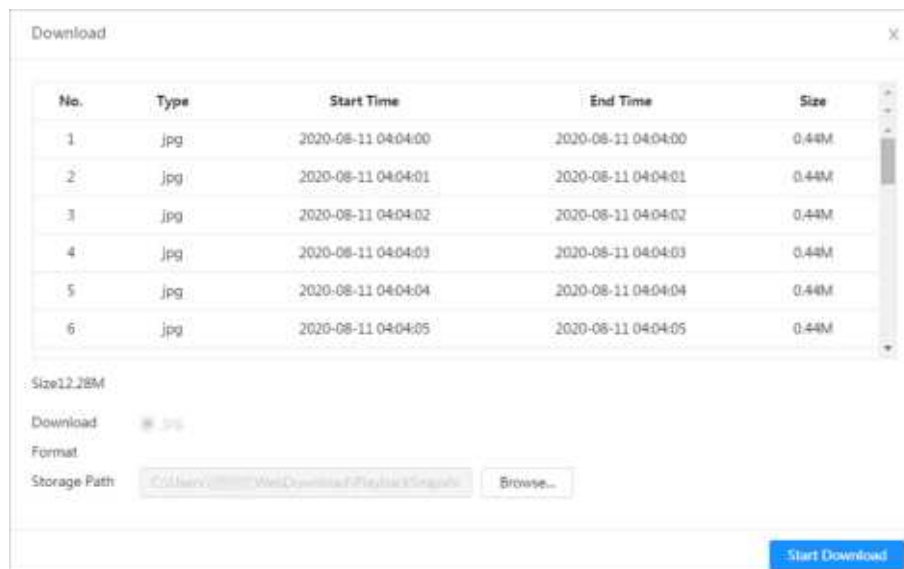 Download X
No. Type Start Time End Time Size
1 jpg 2020-08-11 04:04:00 2020-08-11 04:04:00 0.44M
2 jpg 2020-08-11 04:04:01 2020-08-11 04:04:01 0.44M
3 jpg 2020-08-11 04:04:02 2020-08-11 04:04:02 0.44M
4 jpg 2020-08-11 04:04:03 2020-08-11 04:04:03 0.44M
5 jpg 2020-08-11 04:04:04 2020-08-11 04:04:04 0.44M
6 jpg 2020-08-11 04:04:05 2020-08-11 04:04:05 0.44M
Size12.28M
Download jpg
Format
Storage Path C:\Users\ WebDownload\Browse...
Start Download